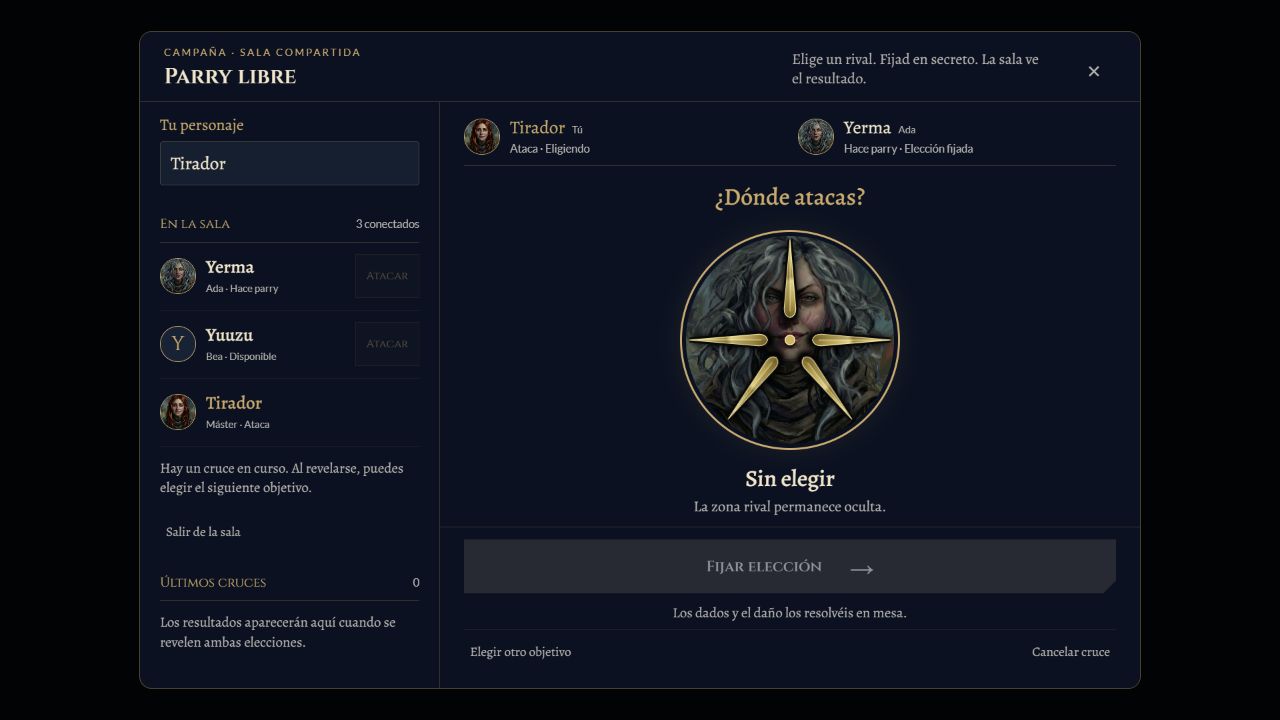 CAMPAÑA · SALA COMPARTIDA
PARRY LIBRE
Elige un rival. Fijad en secreto. La sala ve
el resultado.
×
Tu personaje
Tirador
EN LA SALA
3 conectados
Yerma
Ada · Hace parry
ATACAR
Y
Yuuzu
Bea · Disponible
ATACAR
Tirador
Máster · Ataca
Hay un cruce en curso. Al revelarse, puedes
elegir el siguiente objetivo.
Salir de la sala
ÚLTIMOS CRUCES
0
Los resultados aparecerán aquí cuando se
revelen ambas elecciones.
Tirador Tú
Ataca · Eligiendo
Yerma Ada
Hace parry · Elección fijada
¿Dónde atacas?
Sin elegir
La zona rival permanece oculta.
FIJAR ELECCIÓN →
Los dados y el daño los resolvéis en mesa.
Elegir otro objetivo
Cancelar cruce